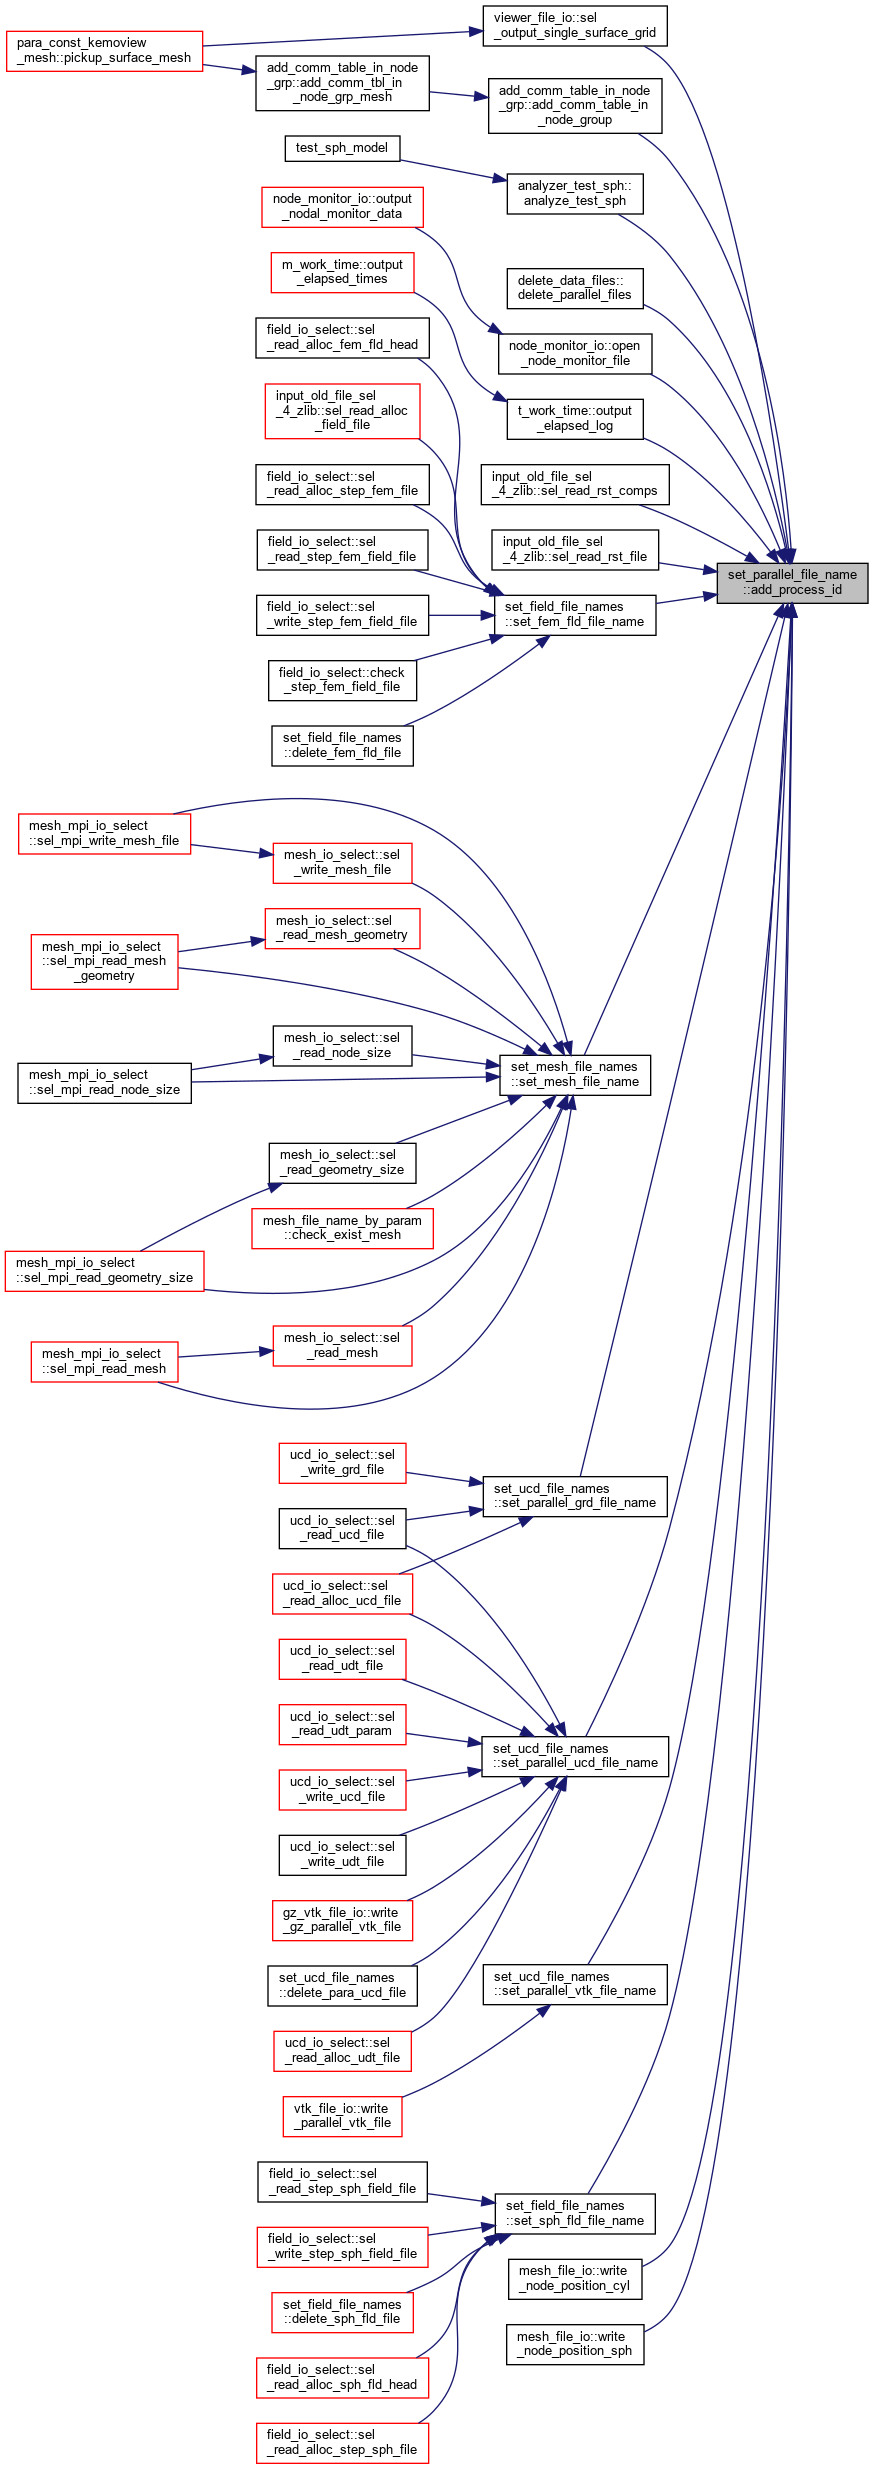 viewer_file_io::sel
_output_single_surface_grid
para_const_kemoview
_mesh::pickup_surface_mesh
add_comm_table_in_node
_grp::add_comm_tbl_in
_node_grp_mesh
add_comm_table_in_node
_grp::add_comm_table_in
_node_group
test_sph_model
analyzer_test_sph::
analyze_test_sph
node_monitor_io::output
_nodal_monitor_data
m_work_time::output
_elapsed_times
delete_data_files::
delete_parallel_files
field_io_select::sel
_read_alloc_fem_fld_head
node_monitor_io::open
_node_monitor_file
input_old_file_sel
_4_zlib::sel_read_alloc
_field_file
t_work_time::output
_elapsed_log
field_io_select::sel
_read_alloc_step_fem_file
input_old_file_sel
_4_zlib::sel_read_rst_comps
field_io_select::sel
_read_step_fem_field_file
input_old_file_sel
_4_zlib::sel_read_rst_file
set_parallel_file_name
::add_process_id
field_io_select::sel
_write_step_fem_field_file
set_field_file_names
::set_fem_fld_file_name
field_io_select::check
_step_fem_field_file
set_field_file_names
::delete_fem_fld_file
mesh_mpi_io_select
::sel_mpi_write_mesh_file
mesh_io_select::sel
_write_mesh_file
mesh_io_select::sel
_read_mesh_geometry
mesh_mpi_io_select
::sel_mpi_read_mesh
_geometry
mesh_io_select::sel
_read_node_size
mesh_mpi_io_select
::sel_mpi_read_node_size
set_mesh_file_names
::set_mesh_file_name
mesh_io_select::sel
_read_geometry_size
mesh_file_name_by_param
::check_exist_mesh
mesh_mpi_io_select
::sel_mpi_read_geometry_size
mesh_io_select::sel
_read_mesh
mesh_mpi_io_select
::sel_mpi_read_mesh
ucd_io_select::sel
_write_grd_file
set_ucd_file_names
::set_parallel_grd_file_name
ucd_io_select::sel
_read_ucd_file
ucd_io_select::sel
_read_alloc_ucd_file
ucd_io_select::sel
_read_udt_file
ucd_io_select::sel
_read_udt_param
set_ucd_file_names
::set_parallel_ucd_file_name
ucd_io_select::sel
_write_ucd_file
ucd_io_select::sel
_write_udt_file
gz_vtk_file_io::write
_gz_parallel_vtk_file
set_ucd_file_names
::delete_para_ucd_file
set_ucd_file_names
::set_parallel_vtk_file_name
ucd_io_select::sel
_read_alloc_udt_file
vtk_file_io::write
_parallel_vtk_file
field_io_select::sel
_read_step_sph_field_file
set_field_file_names
::set_sph_fld_file_name
field_io_select::sel
_write_step_sph_field_file
mesh_file_io::write
_node_position_cyl
set_field_file_names
::delete_sph_fld_file
mesh_file_io::write
_node_position_sph
field_io_select::sel
_read_alloc_sph_fld_head
field_io_select::sel
_read_alloc_step_sph_file